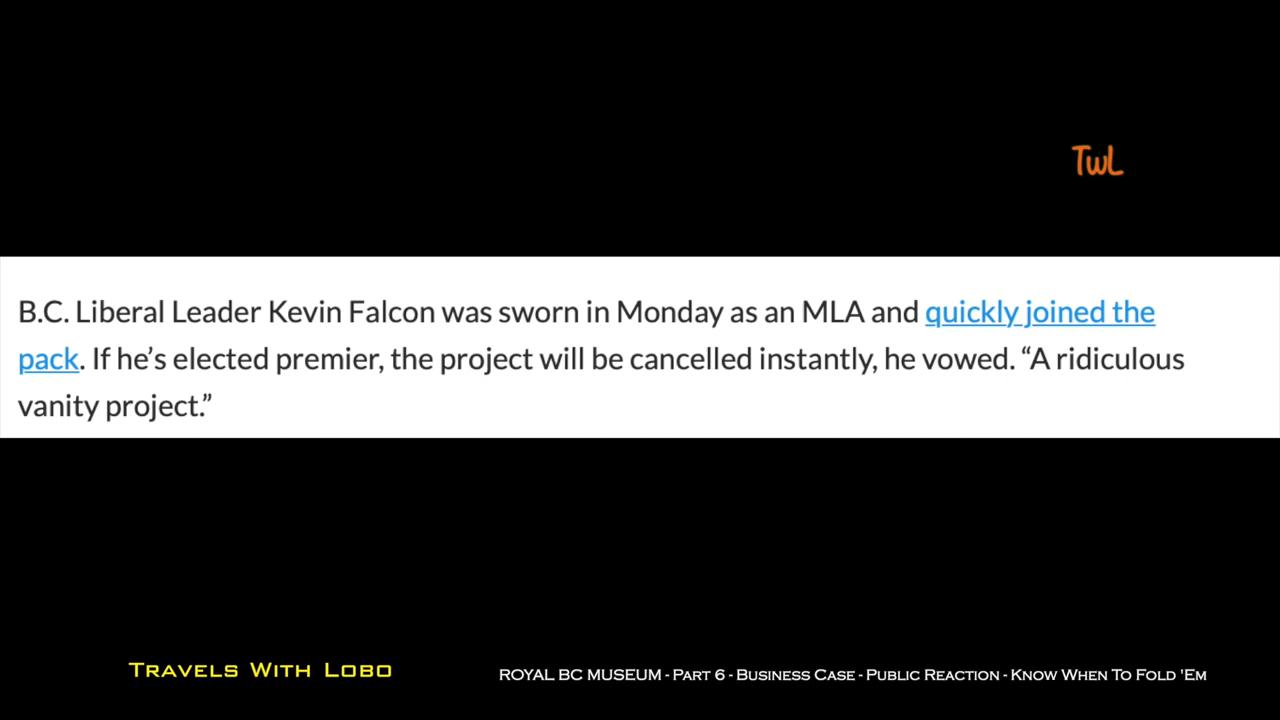 TwL
B.C. Liberal Leader Kevin Falcon was sworn in Monday as an MLA and quickly joined the
pack. If he’s elected premier, the project will be cancelled instantly, he vowed. “A ridiculous
vanity project.”
Travels With Lobo
ROYAL BC MUSEUM - Part 6 - Business Case - Public Reaction - Know When To Fold 'Em